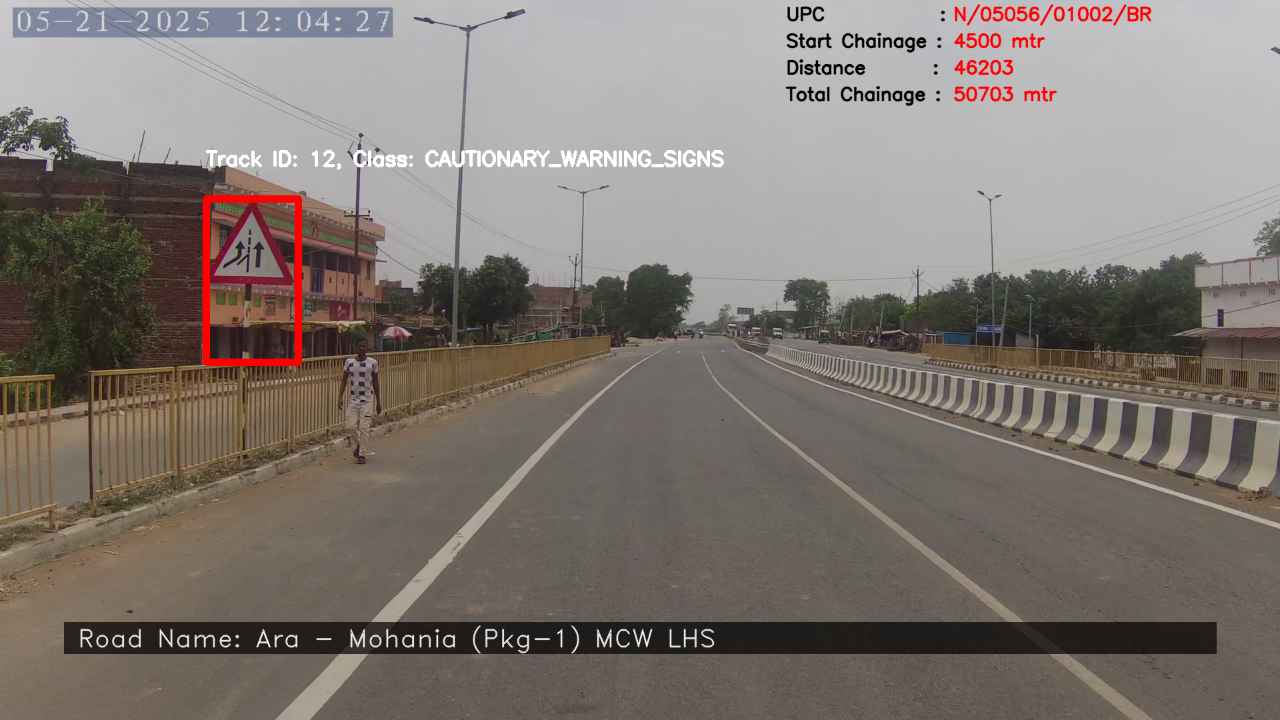 05-21-2025 12:04:27
UPC : N/05056/01002/BR
Start Chainage : 4500 mtr
Distance : 46203
Total Chainage : 50703 mtr
Track ID: 12, Class: CAUTIONARY_WARNING_SIGNS
Road Name: Ara - Mohania (Pkg-1) MCW LHS